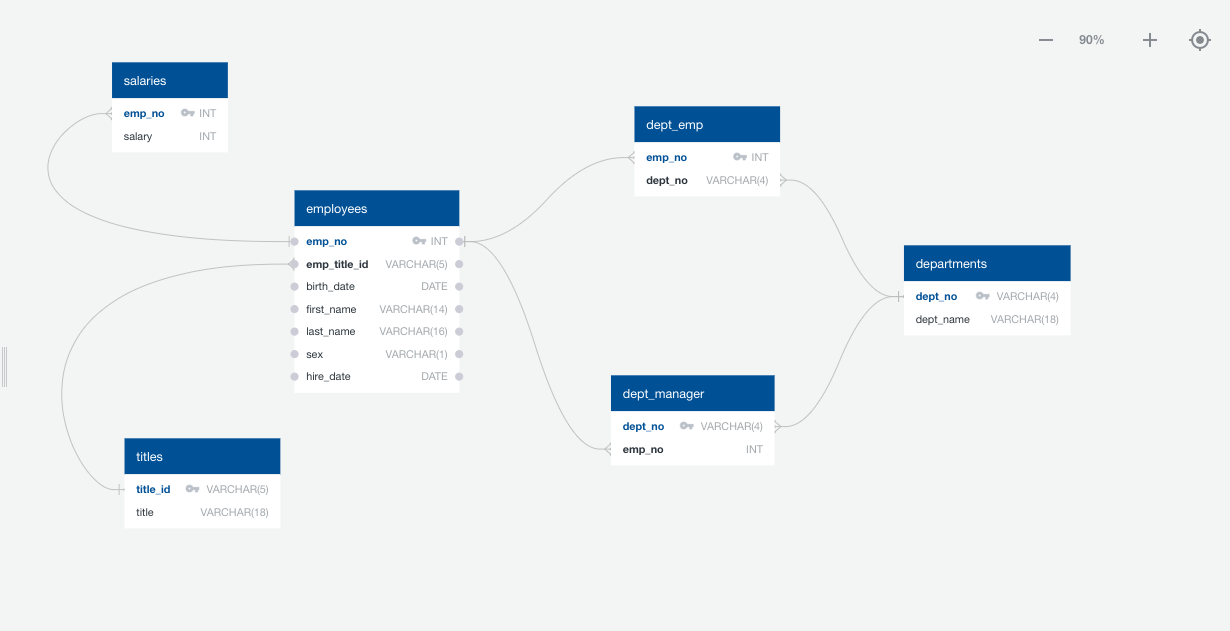 90%
salaries
emp_no INT
salary INT
dept_emp
emp_no INT
dept_no VARCHAR(4)
employees
emp_no INT
emp_title_id VARCHAR(5)
birth_date DATE
first_name VARCHAR(14)
last_name VARCHAR(16)
sex VARCHAR(1)
hire_date DATE
departments
dept_no VARCHAR(4)
dept_name VARCHAR(18)
dept_manager
dept_no VARCHAR(4)
emp_no INT
titles
title_id VARCHAR(5)
title VARCHAR(18)